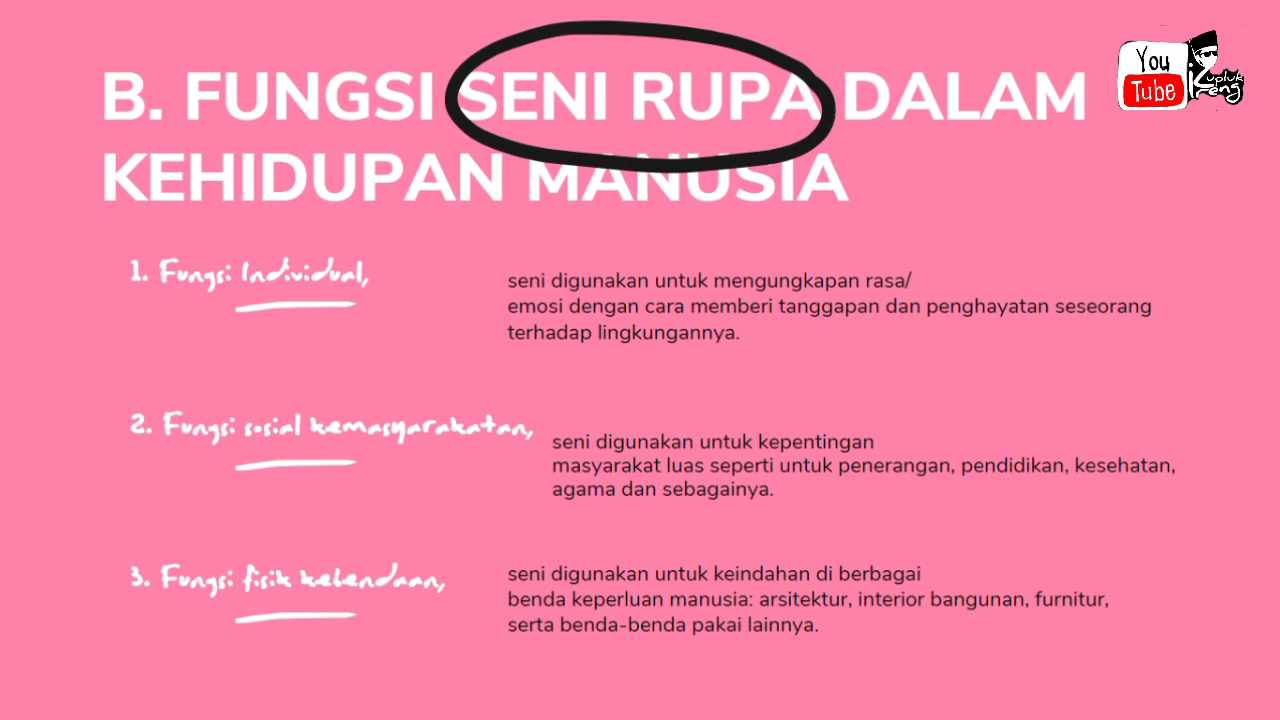 B. FUNGSI SENI RUPA DALAM
KEHIDUPAN MANUSIA
You
Tube
Kupluk
Ireng
1. Fungsi Individual,
seni digunakan untuk mengungkapan rasa/
emosi dengan cara memberi tanggapan dan penghayatan seseorang
terhadap lingkungannya.
2. Fungsi sosial kemasyarakatan,
seni digunakan untuk kepentingan
masyarakat luas seperti untuk penerangan, pendidikan, kesehatan,
agama dan sebagainya.
3. Fungsi fisik kebendaan,
seni digunakan untuk keindahan di berbagai
benda keperluan manusia: arsitektur, interior bangunan, furnitur,
serta benda-benda pakai lainnya.